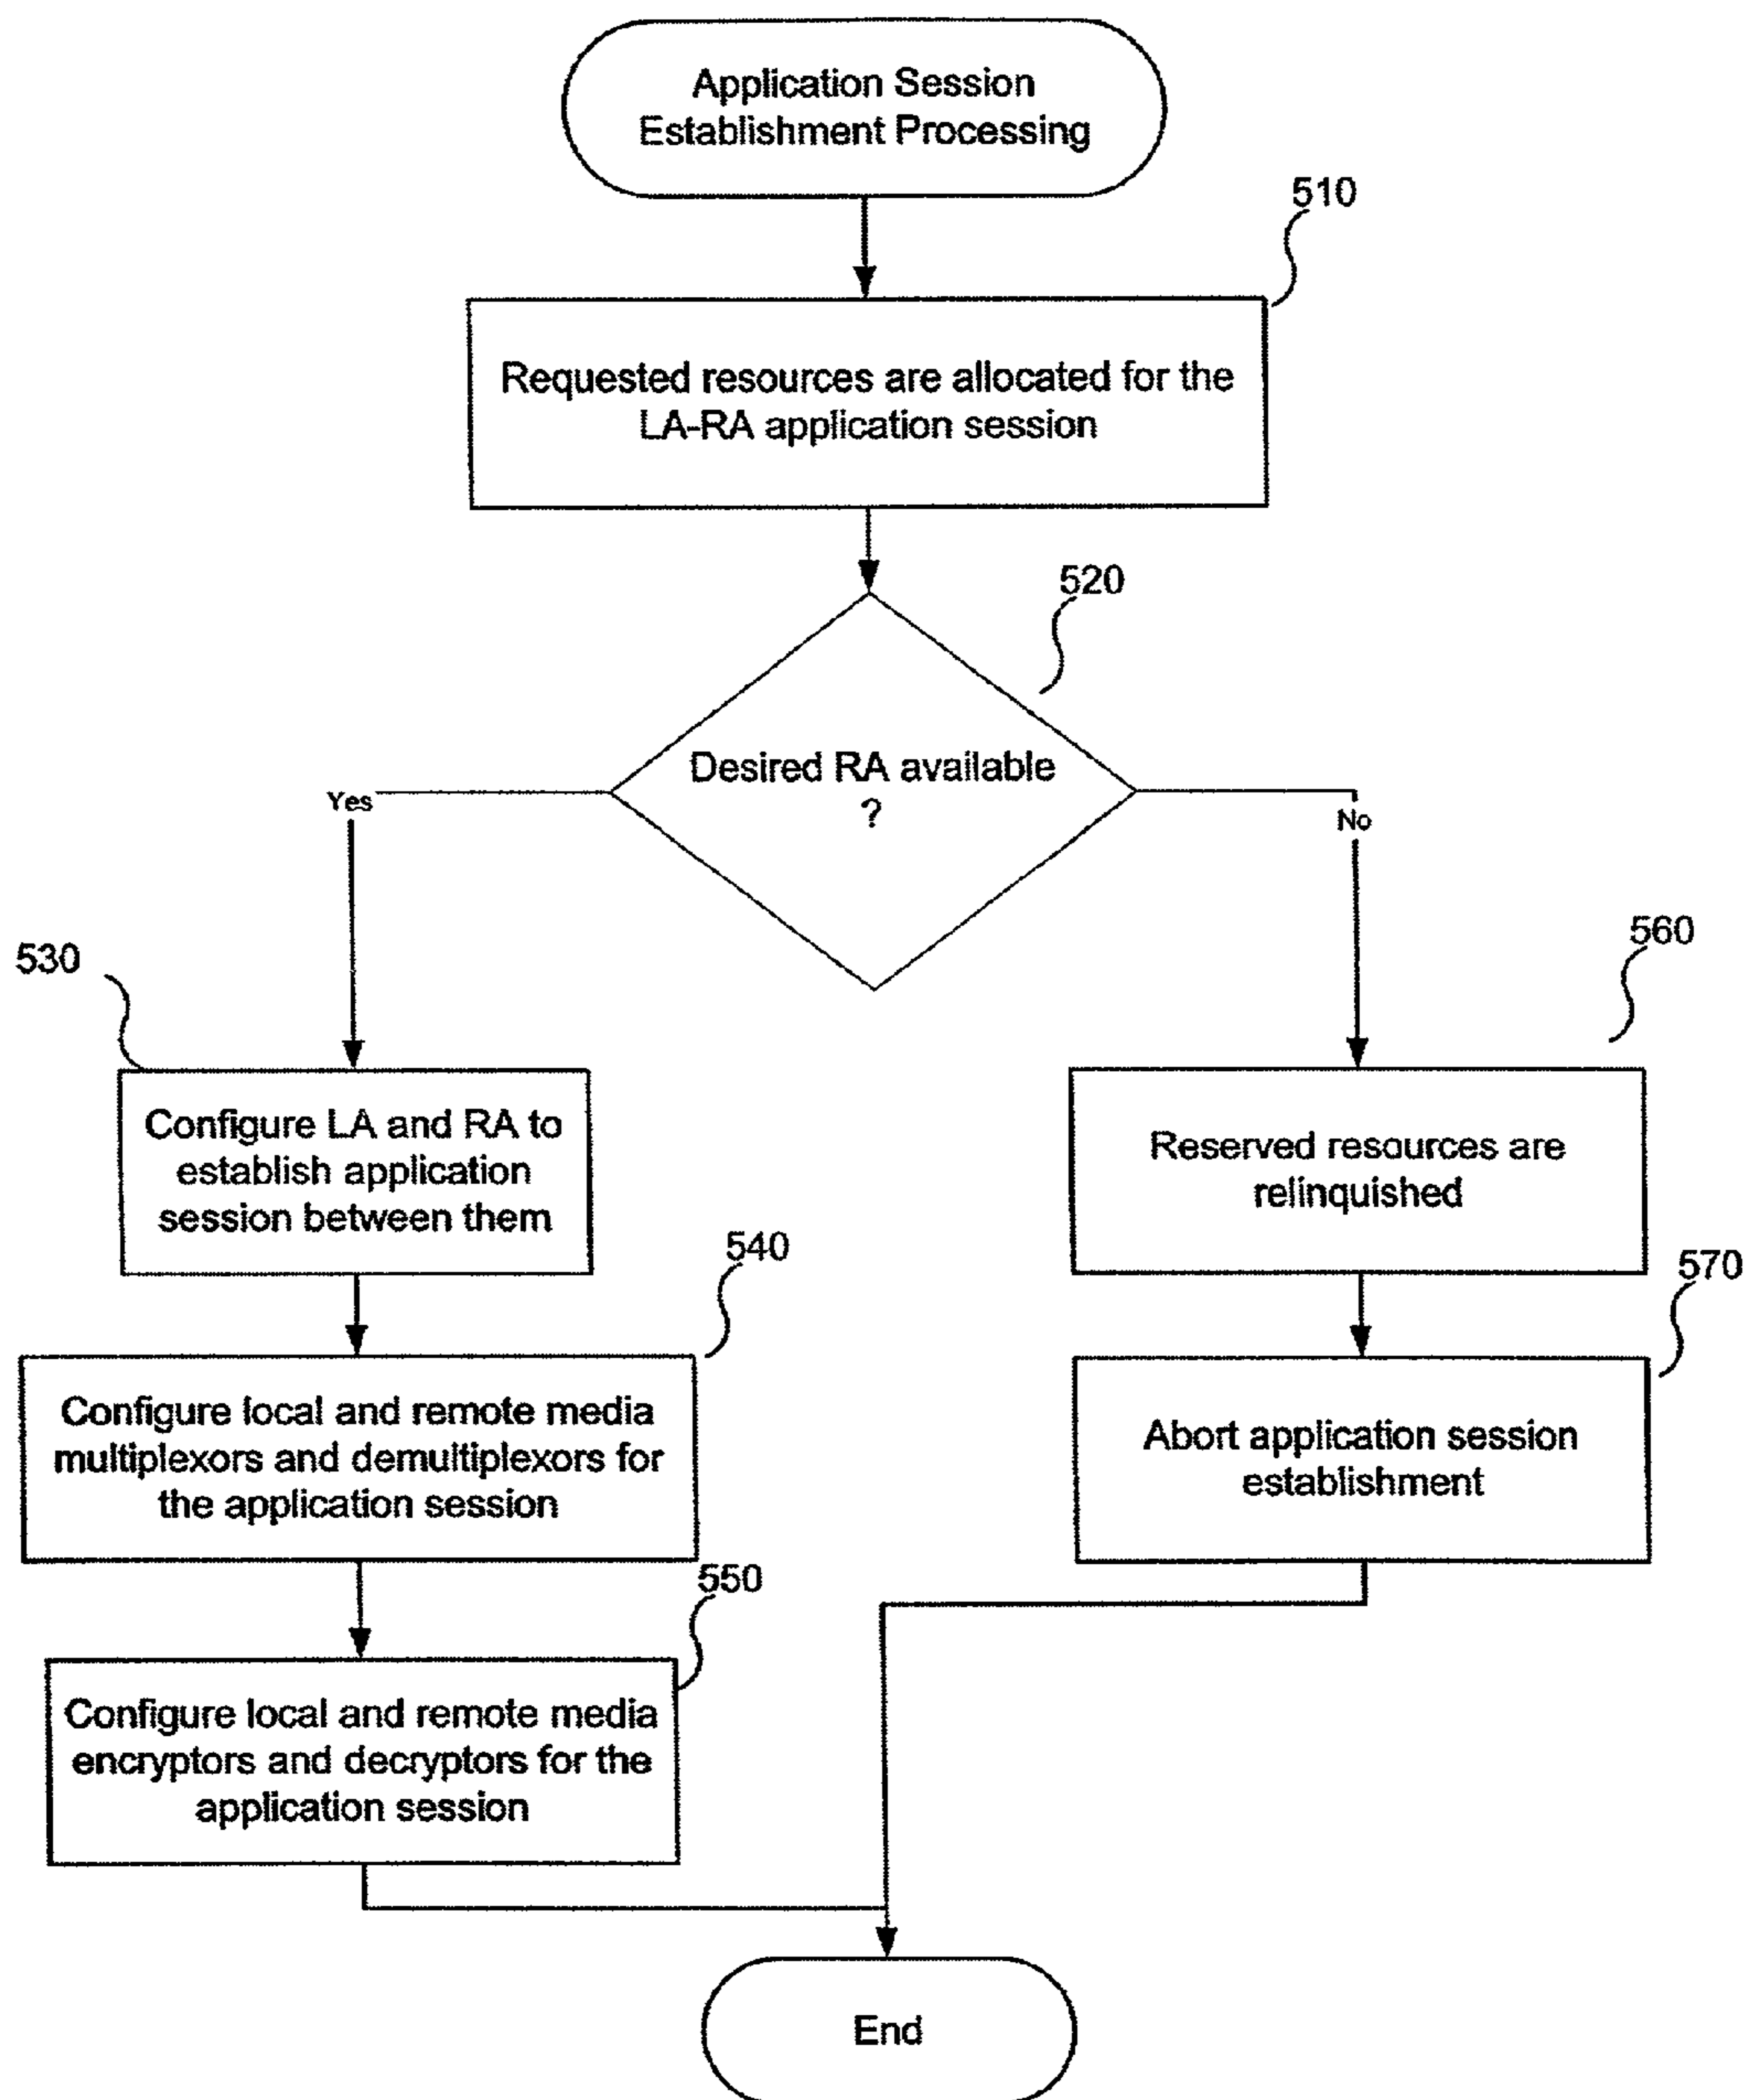 Application Session
Establishment Processing
510
Requested resources are allocated for the
LA-RA application session
520
Desired RA available
?
Yes
No
530
Configure LA and RA to
establish application
session between them
560
Reserved resources are
relinquished
540
Configure local and remote media
multiplexors and demultiplexors for
the application session
570
Abort application session
establishment
550
Configure local and remote media
encryptors and decryptors for the
application session
End